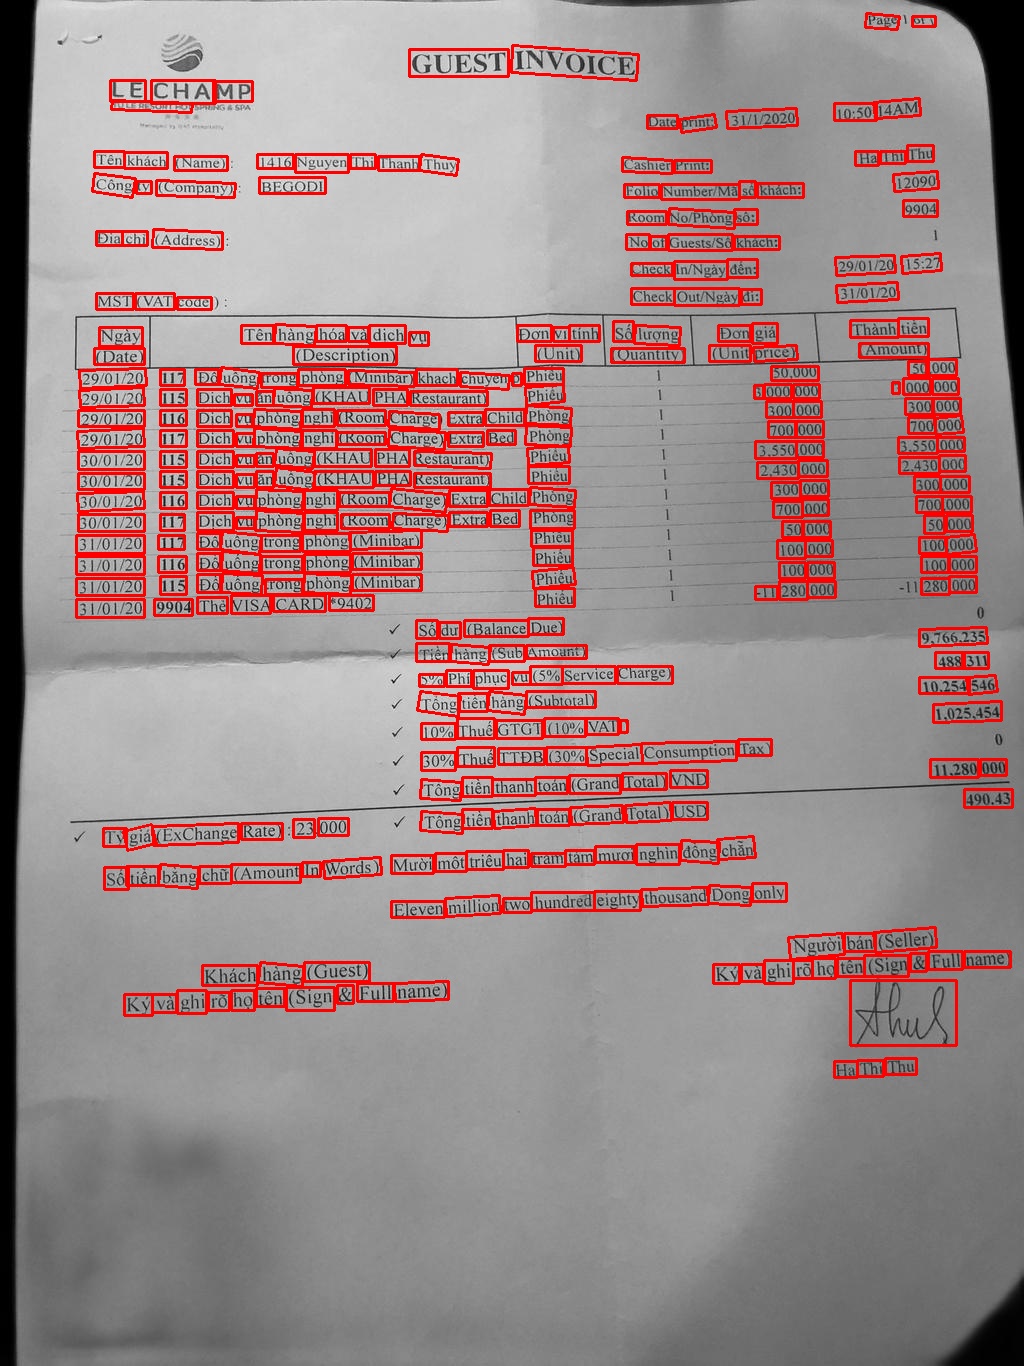 Page 1 of 1
GUEST INVOICE
LE CHAMP
TU LE RESORT HOT SPRING & SPA
Managed by H&K Hospitality
Date print: 31/1/2020 10:50:14AM
Tên khách (Name) : 1416 Nguyen Thi Thanh Thuy
Cashier Print: Ha Thi Thu
Công ty (Company) : BEGODI
Folio Number/Mã số khách: 12090
Room No/Phòng số: 9904
Địa chỉ (Address) :
No of Guests/Số khách: 1
Check In/Ngày đến: 29/01/20 15:27
MST (VAT code) :
Check Out/Ngày đi: 31/01/20
Ngày (Date) Tên hàng hóa và dịch vụ (Description) Đơn vị tính (Unit) Số lượng Quantity Đơn giá (Unit price) Thành tiền Amount
29/01/20 117 Đồ uống trong phòng (Minibar) khach chuyen p Phiếu 1 50,000 50,000
29/01/20 115 Dịch vụ ăn uống (KHAU PHA Restaurant) Phiếu 1 ,000,000 ,000,000
29/01/20 116 Dịch vụ phòng nghỉ (Room Charge) Extra Child Phòng 1 300,000 300,000
29/01/20 117 Dịch vụ phòng nghỉ (Room Charge) Extra Bed Phòng 1 700,000 700,000
30/01/20 115 Dịch vụ ăn uống (KHAU PHA Restaurant) Phiếu 1 3,550,000 3,550,000
30/01/20 115 Dịch vụ ăn uống (KHAU PHA Restaurant) Phiếu 1 2,430,000 2,430,000
30/01/20 116 Dịch vụ phòng nghỉ (Room Charge) Extra Child Phòng 1 300,000 300,000
30/01/20 117 Dịch vụ phòng nghỉ (Room Charge) Extra Bed Phòng 1 700,000 700,000
31/01/20 117 Đồ uống trong phòng (Minibar) Phiếu 1 50,000 50,000
31/01/20 116 Đồ uống trong phòng (Minibar) Phiếu 1 100,000 100,000
31/01/20 115 Đồ uống trong phòng (Minibar) Phiếu 1 100,000 100,000
31/01/20 9904 Thẻ VISA CARD *9402 Phiếu 1 -11,280,000 -11,280,000
✓ Số dư (Balance Due) 0
✓ Tiền hàng (Sub Amount) 9,766,235
✓ 5% Phí phục vụ (5% Service Charge) 488,311
✓ Tổng tiền hàng (Subtotal) 10,254,546
10% Thuế GTGT (10% VAT) 1,025,454
✓ 30% Thuế TTĐB (30% Special Consumption Tax) 0
✓ Tổng tiền thanh toán (Grand Total) VND 11,280,000
✓ Tổng tiền thanh toán (Grand Total) USD 490.43
✓ Tỷ giá (ExChange Rate) : 23,000
Số tiền bằng chữ (Amount In Words) Mười một triệu hai trăm tám mươi nghìn đồng chẵn
Eleven million two hundred eighty thousand Dong only
Khách hàng (Guest)
Ký và ghi rõ họ tên (Sign & Full name)
Người bán (Seller)
Ký và ghi rõ họ tên (Sign & Full name)
Thu
Ha Thi Thu